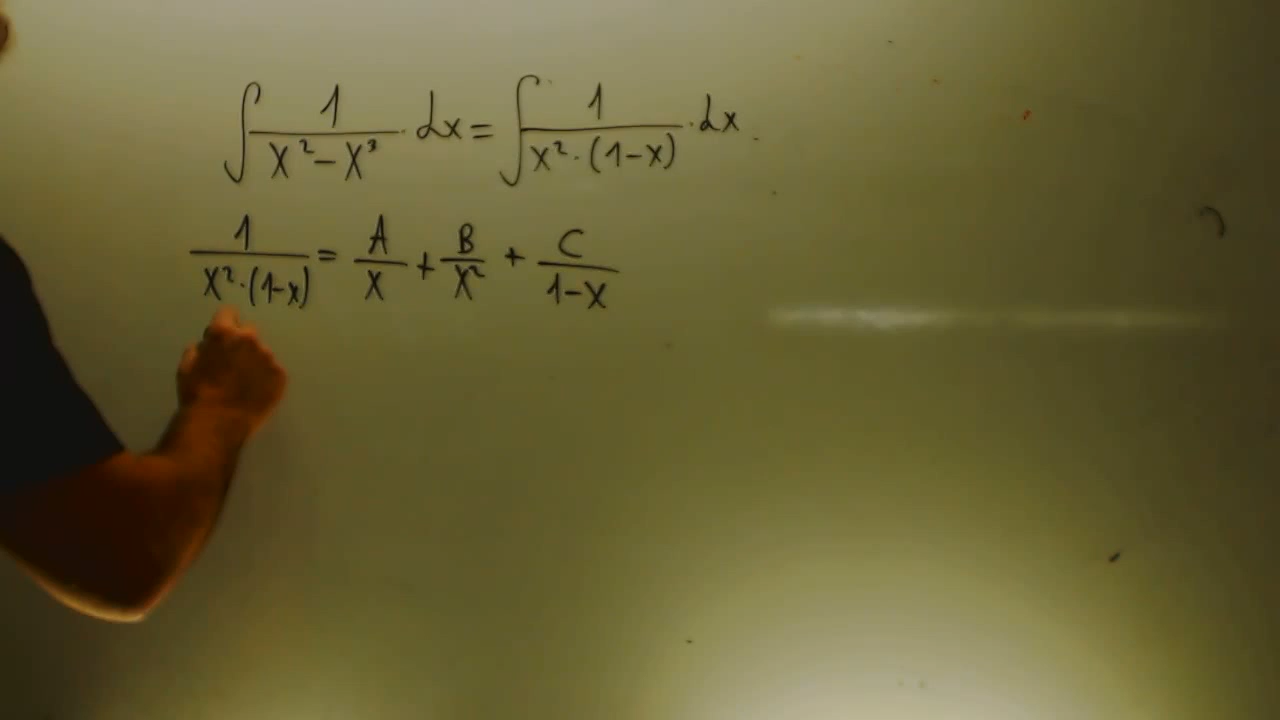 ∫ 1/(x² − x³) · dx = ∫ 1/(x² · (1−x)) · dx
1/(x² · (1−x)) = A/x + B/x² + C/(1−x)